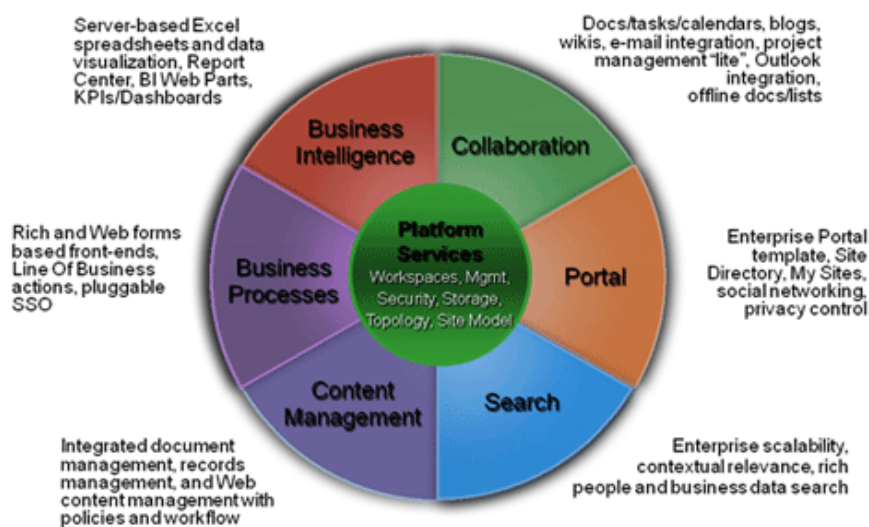 Server-based Excel
spreadsheets and data
visualization, Report
Center, BI Web Parts,
KPIs/Dashboards
Docs/tasks/calendars, blogs,
wikis, e-mail integration, project
management "lite", Outlook
integration,
offline docs/lists
Business
Intelligence
Collaboration
Rich and Web forms
based front-ends,
Line Of Business
actions, pluggable
SSO
Business
Processes
Platform
Services
Workspaces, Mgmt,
Security, Storage,
Topology, Site Model
Portal
Enterprise Portal
template, Site
Directory, My Sites,
social networking,
privacy control
Content
Management
Search
Integrated document
management, records
management, and Web
content management with
policies and workflow
Enterprise scalability,
contextual relevance, rich
people and business data search